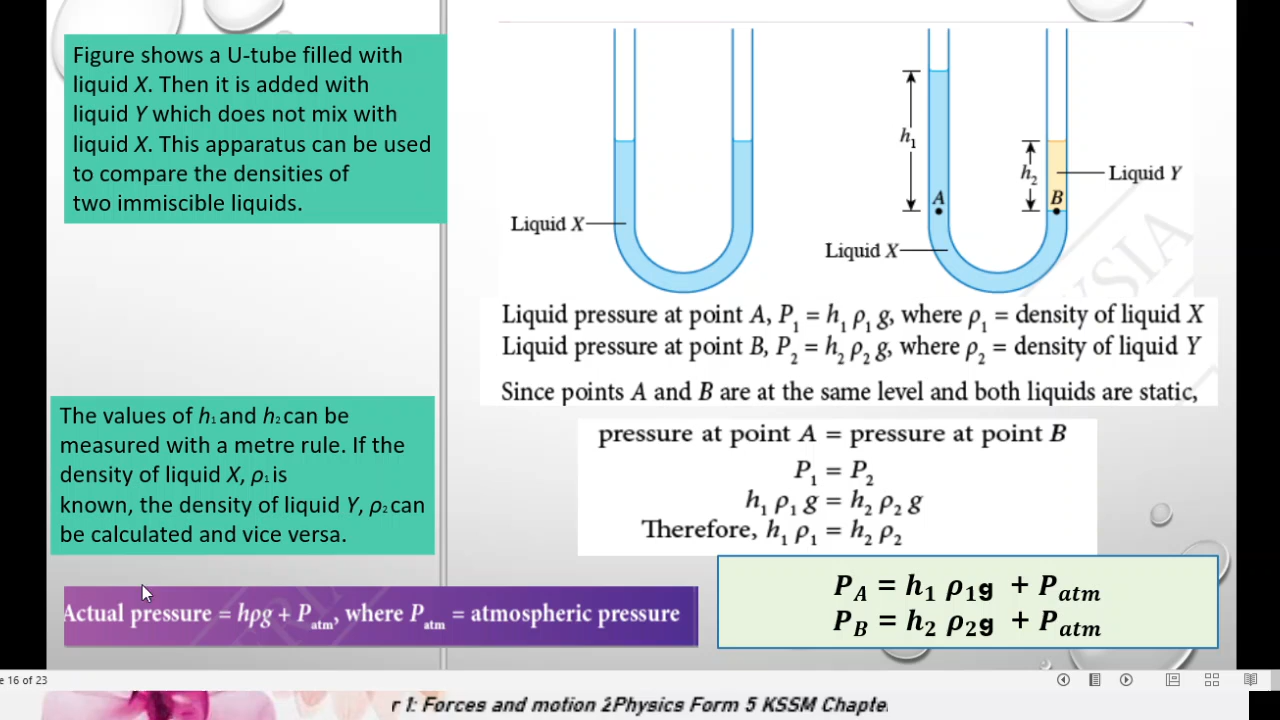 Figure shows a U-tube filled with
liquid X. Then it is added with
liquid Y which does not mix with
liquid X. This apparatus can be used
to compare the densities of
two immiscible liquids.
Liquid X
h₁
A
h₂
B
Liquid Y
Liquid X
Liquid pressure at point A, P₁ = h₁ ρ₁ g, where ρ₁ = density of liquid X
Liquid pressure at point B, P₂ = h₂ ρ₂ g, where ρ₂ = density of liquid Y
Since points A and B are at the same level and both liquids are static,
pressure at point A = pressure at point B
P₁ = P₂
h₁ ρ₁ g = h₂ ρ₂ g
Therefore, h₁ ρ₁ = h₂ ρ₂
The values of h₁ and h₂ can be
measured with a metre rule. If the
density of liquid X, ρ₁ is
known, the density of liquid Y, ρ₂ can
be calculated and vice versa.
Actual pressure = hρg + Pₐₜₘ, where Pₐₜₘ = atmospheric pressure
P_A = h₁ ρ₁g + Pₐₜₘ
P_B = h₂ ρ₂g + Pₐₜₘ
e 16 of 23
r 1: Forces and motion 2Physics Form 5 KSSM Chapte